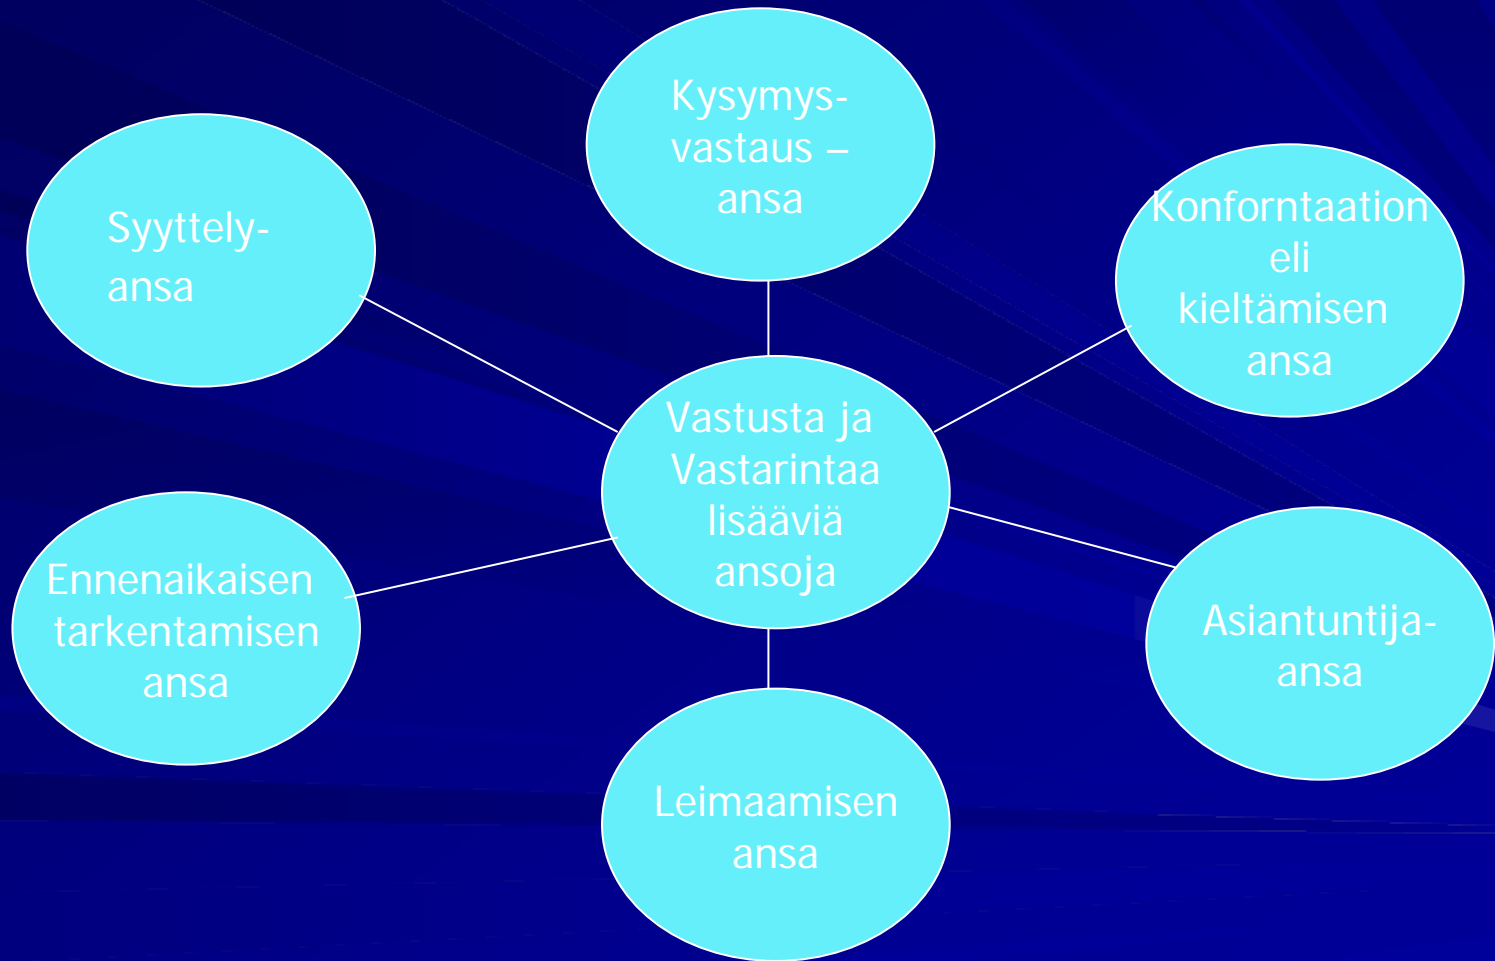 Kysymys-
vastaus –
ansa
Syyttely-
ansa
Konforntaation
eli
kieltämisen
ansa
Vastusta ja
Vastarintaa
lisääviä
ansoja
Ennenaikaisen
tarkentamisen
ansa
Asiantuntija-
ansa
Leimaamisen
ansa